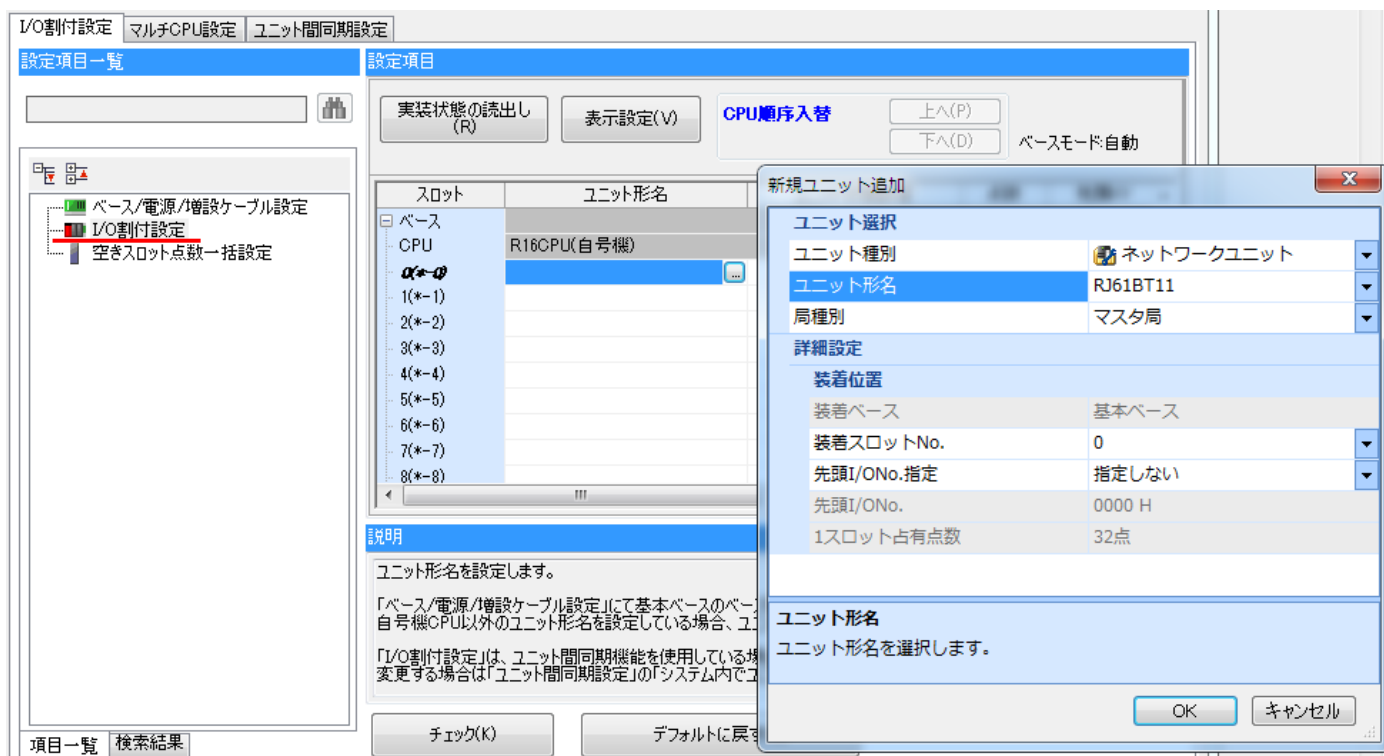 I/O割付設定 マルチCPU設定 ユニット間同期設定
設定項目一覧
設定項目
実装状態の読出し
(R)
表示設定(V)
CPU順序入替
上へ(P)
下へ(D)
ベースモード:自動
ベース/電源/増設ケーブル設定
I/O割付設定
空きスロット点数一括設定
スロット ユニット形名
ベース
CPU R16CPU(自号機)
0(*-0)
...
1(*-1)
2(*-2)
3(*-3)
4(*-4)
5(*-5)
6(*-6)
7(*-7)
8(*-8)
説明
ユニット形名を設定します。
「ベース/電源/増設ケーブル設定」にて基本ベースのベー
自号機CPU以外のユニット形名を設定している場合、ユ
「I/O割付設定」は、ユニット間同期機能を使用している場
変更する場合は「ユニット間同期設定」の「システム内でユ
チェック(K)
デフォルトに戻す
項目一覧 検索結果
新規ユニット追加
ユニット選択
ユニット種別 ネットワークユニット
ユニット形名 RJ61BT11
局種別 マスタ局
詳細設定
装着位置
装着ベース 基本ベース
装着スロットNo. 0
先頭I/ONo.指定 指定しない
先頭I/ONo. 0000 H
1スロット占有点数 32点
ユニット形名
ユニット形名を選択します。
OK キャンセル